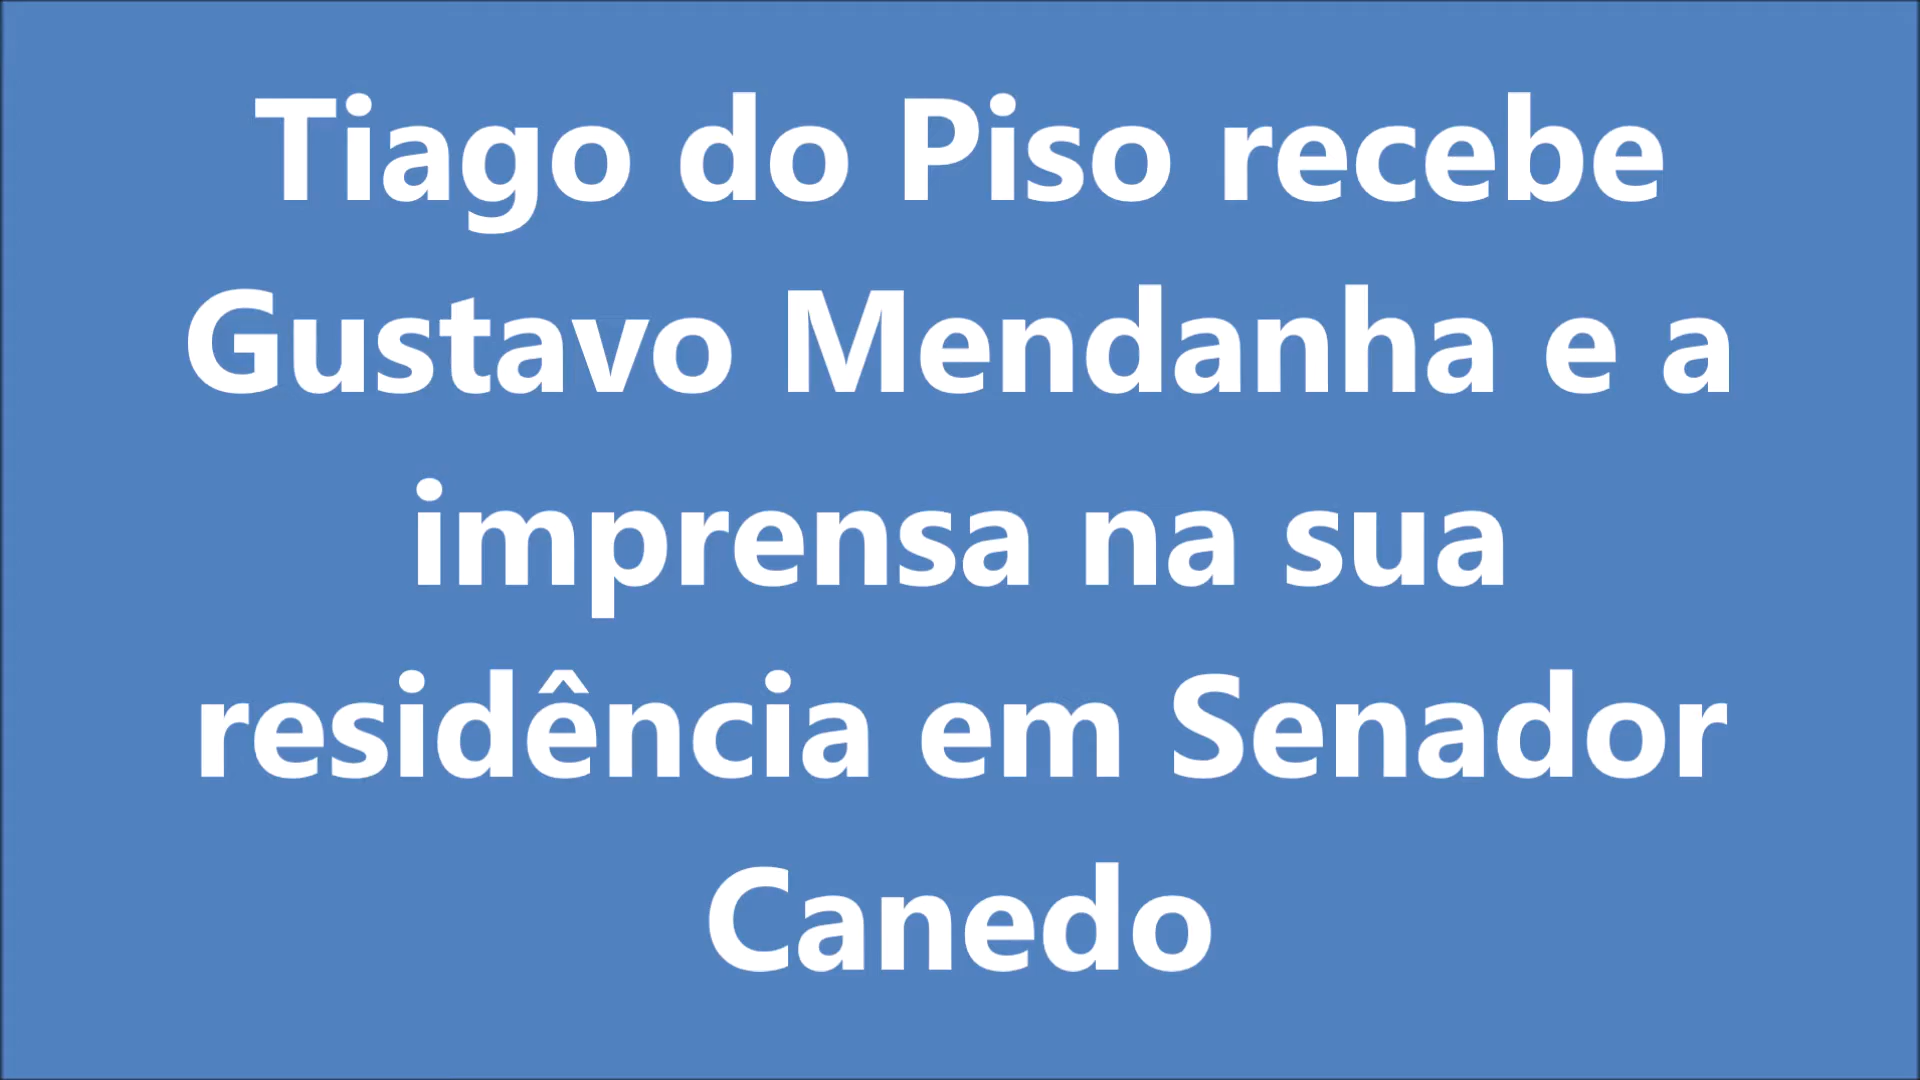 Tiago do Piso recebe
Gustavo Mendanha e a
imprensa na sua
residência em Senador
Canedo